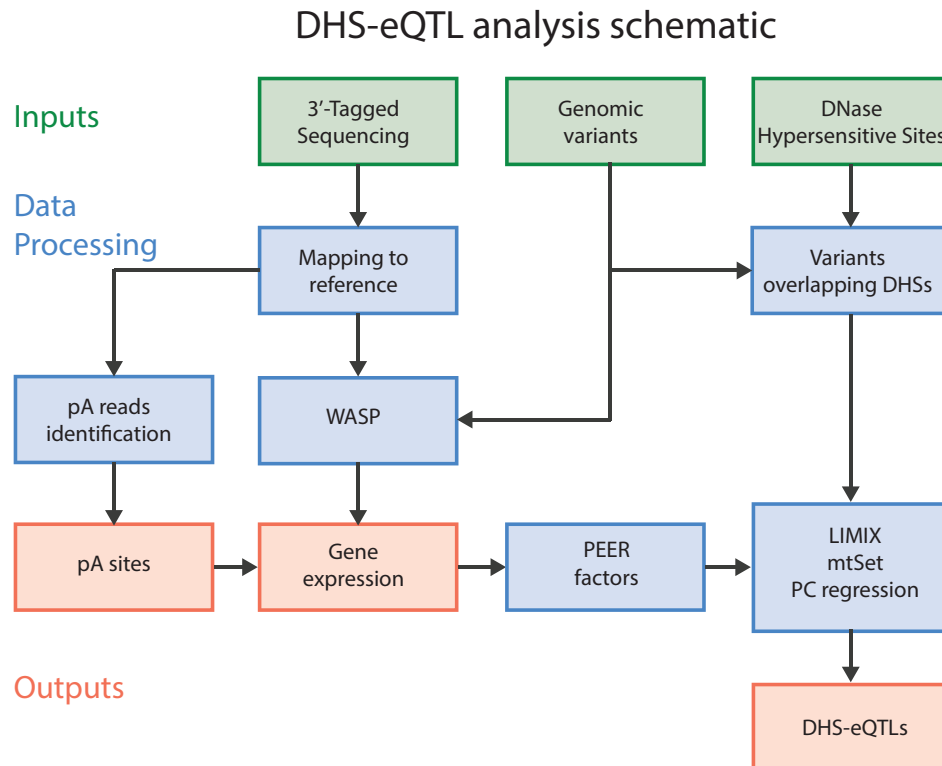 DHS-eQTL analysis schematic
Inputs
3′-Tagged
Sequencing
Genomic
variants
DNase
Hypersensitive Sites
Data
Processing
Mapping to
reference
Variants
overlapping DHSs
pA reads
identification
WASP
pA sites
Gene
expression
PEER
factors
LIMIX
mtSet
PC regression
Outputs
DHS-eQTLs